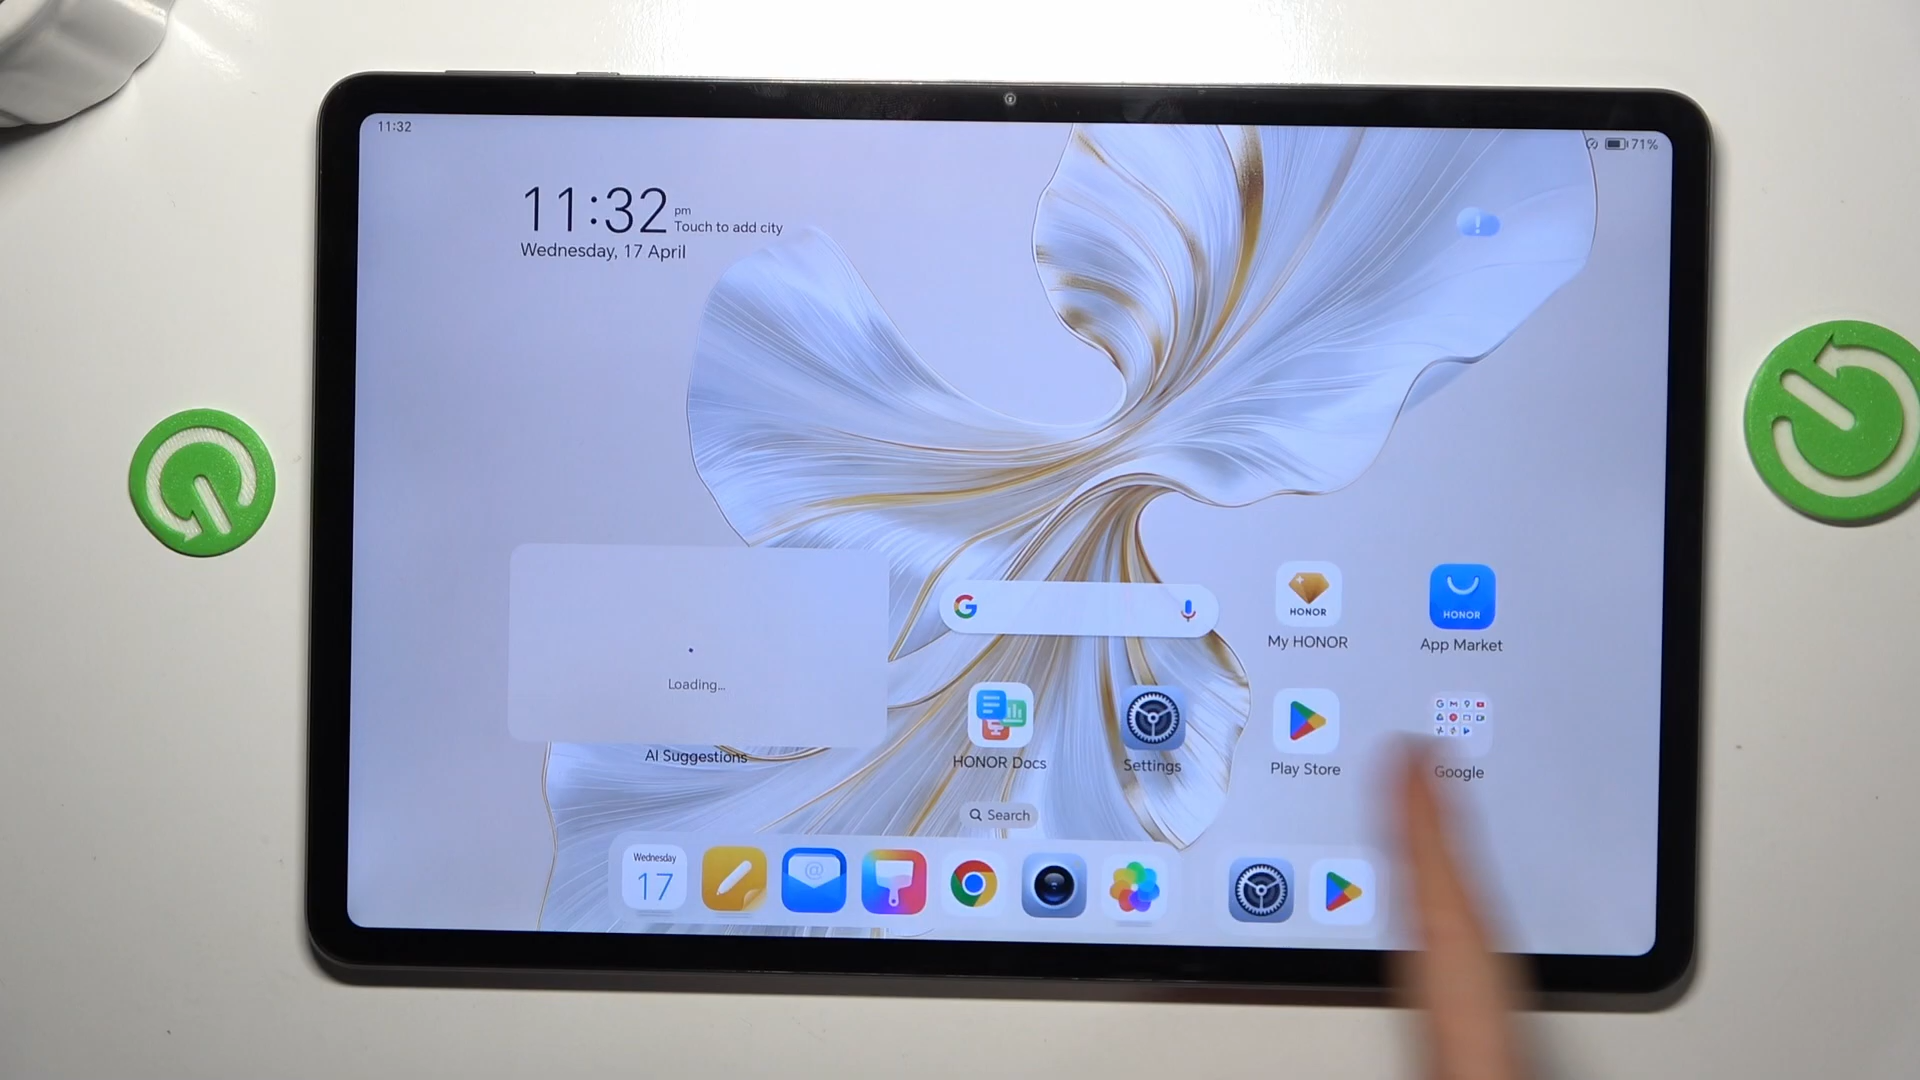 11:32
71%
11:32 pm
Touch to add city
Wednesday, 17 April
HONOR
My HONOR
HONOR
App Market
Loading...
AI Suggestions
HONOR Docs
Settings
Play Store
Google
Search
Wednesday
17